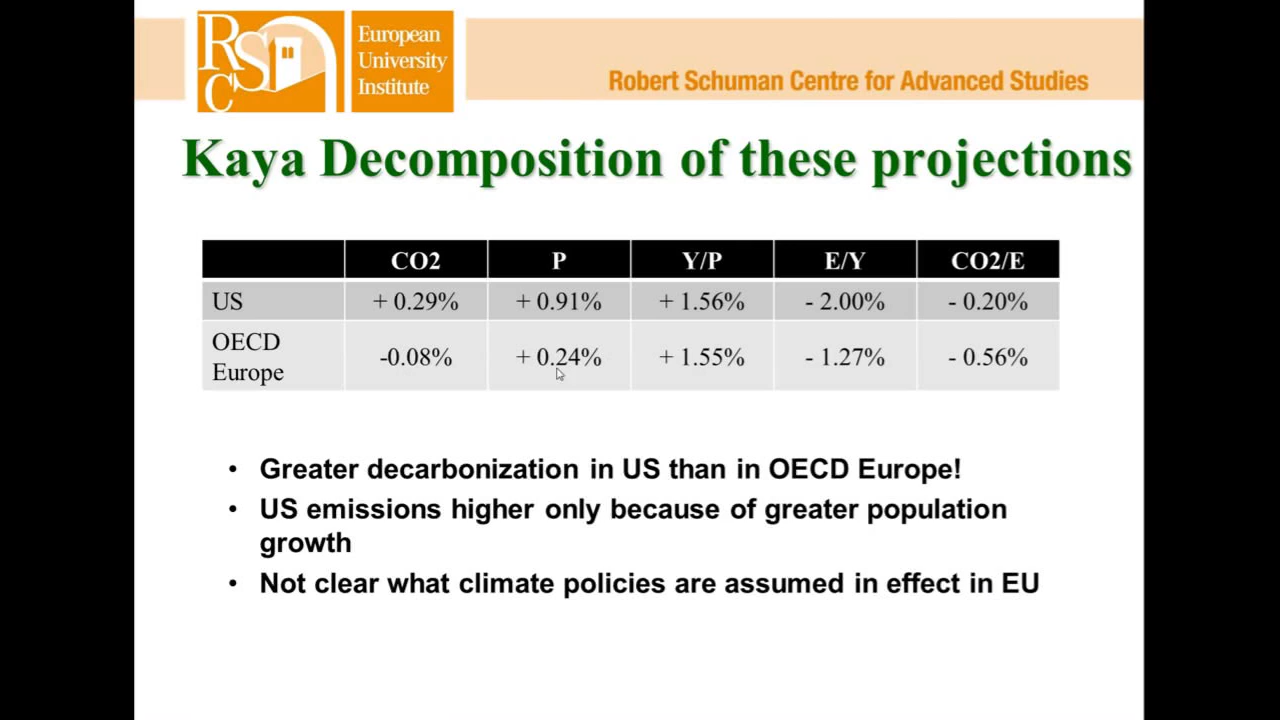 RSC
European
University
Institute
Robert Schuman Centre for Advanced Studies
Kaya Decomposition of these projections
CO2 P Y/P E/Y CO2/E
US + 0.29% + 0.91% + 1.56% - 2.00% - 0.20%
OECD
Europe -0.08% + 0.24% + 1.55% - 1.27% - 0.56%
• Greater decarbonization in US than in OECD Europe!
• US emissions higher only because of greater population
growth
• Not clear what climate policies are assumed in effect in EU